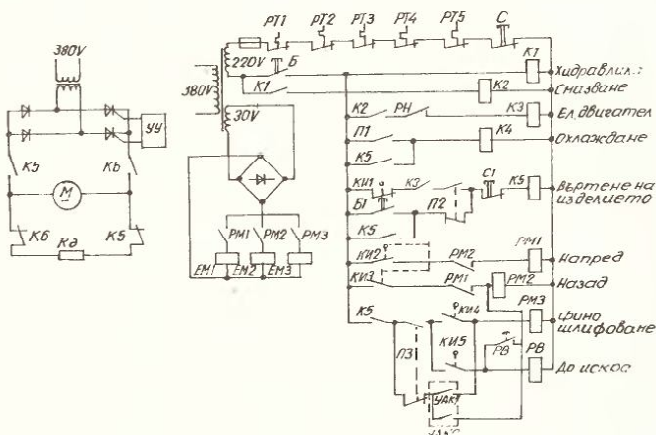 380V
УУ
К5
К6
М
К6
Кд
К5
РТ1 РТ2 РТ3 РТ4 РТ5 С
220V
Б
К1
380V
К1
К2
30V
К2 РН К3
П1
К4
К5
КИ1 К3 С1 К5
Б1 П2
К5
КИ2 РМ2 РМ1
КИ3 РМ1 РМ2
РМ3
К5 КИ4
КИ5 РВ РВ
П3
УАК
РМ1 РМ2 РМ3
ЕМ1 ЕМ2 ЕМ3
Хидравлик.:
Снизване
Ел. двигател
Охлаждане
Въртене на
изделието
Напред
Назад
Фино
шлифоване
До искра